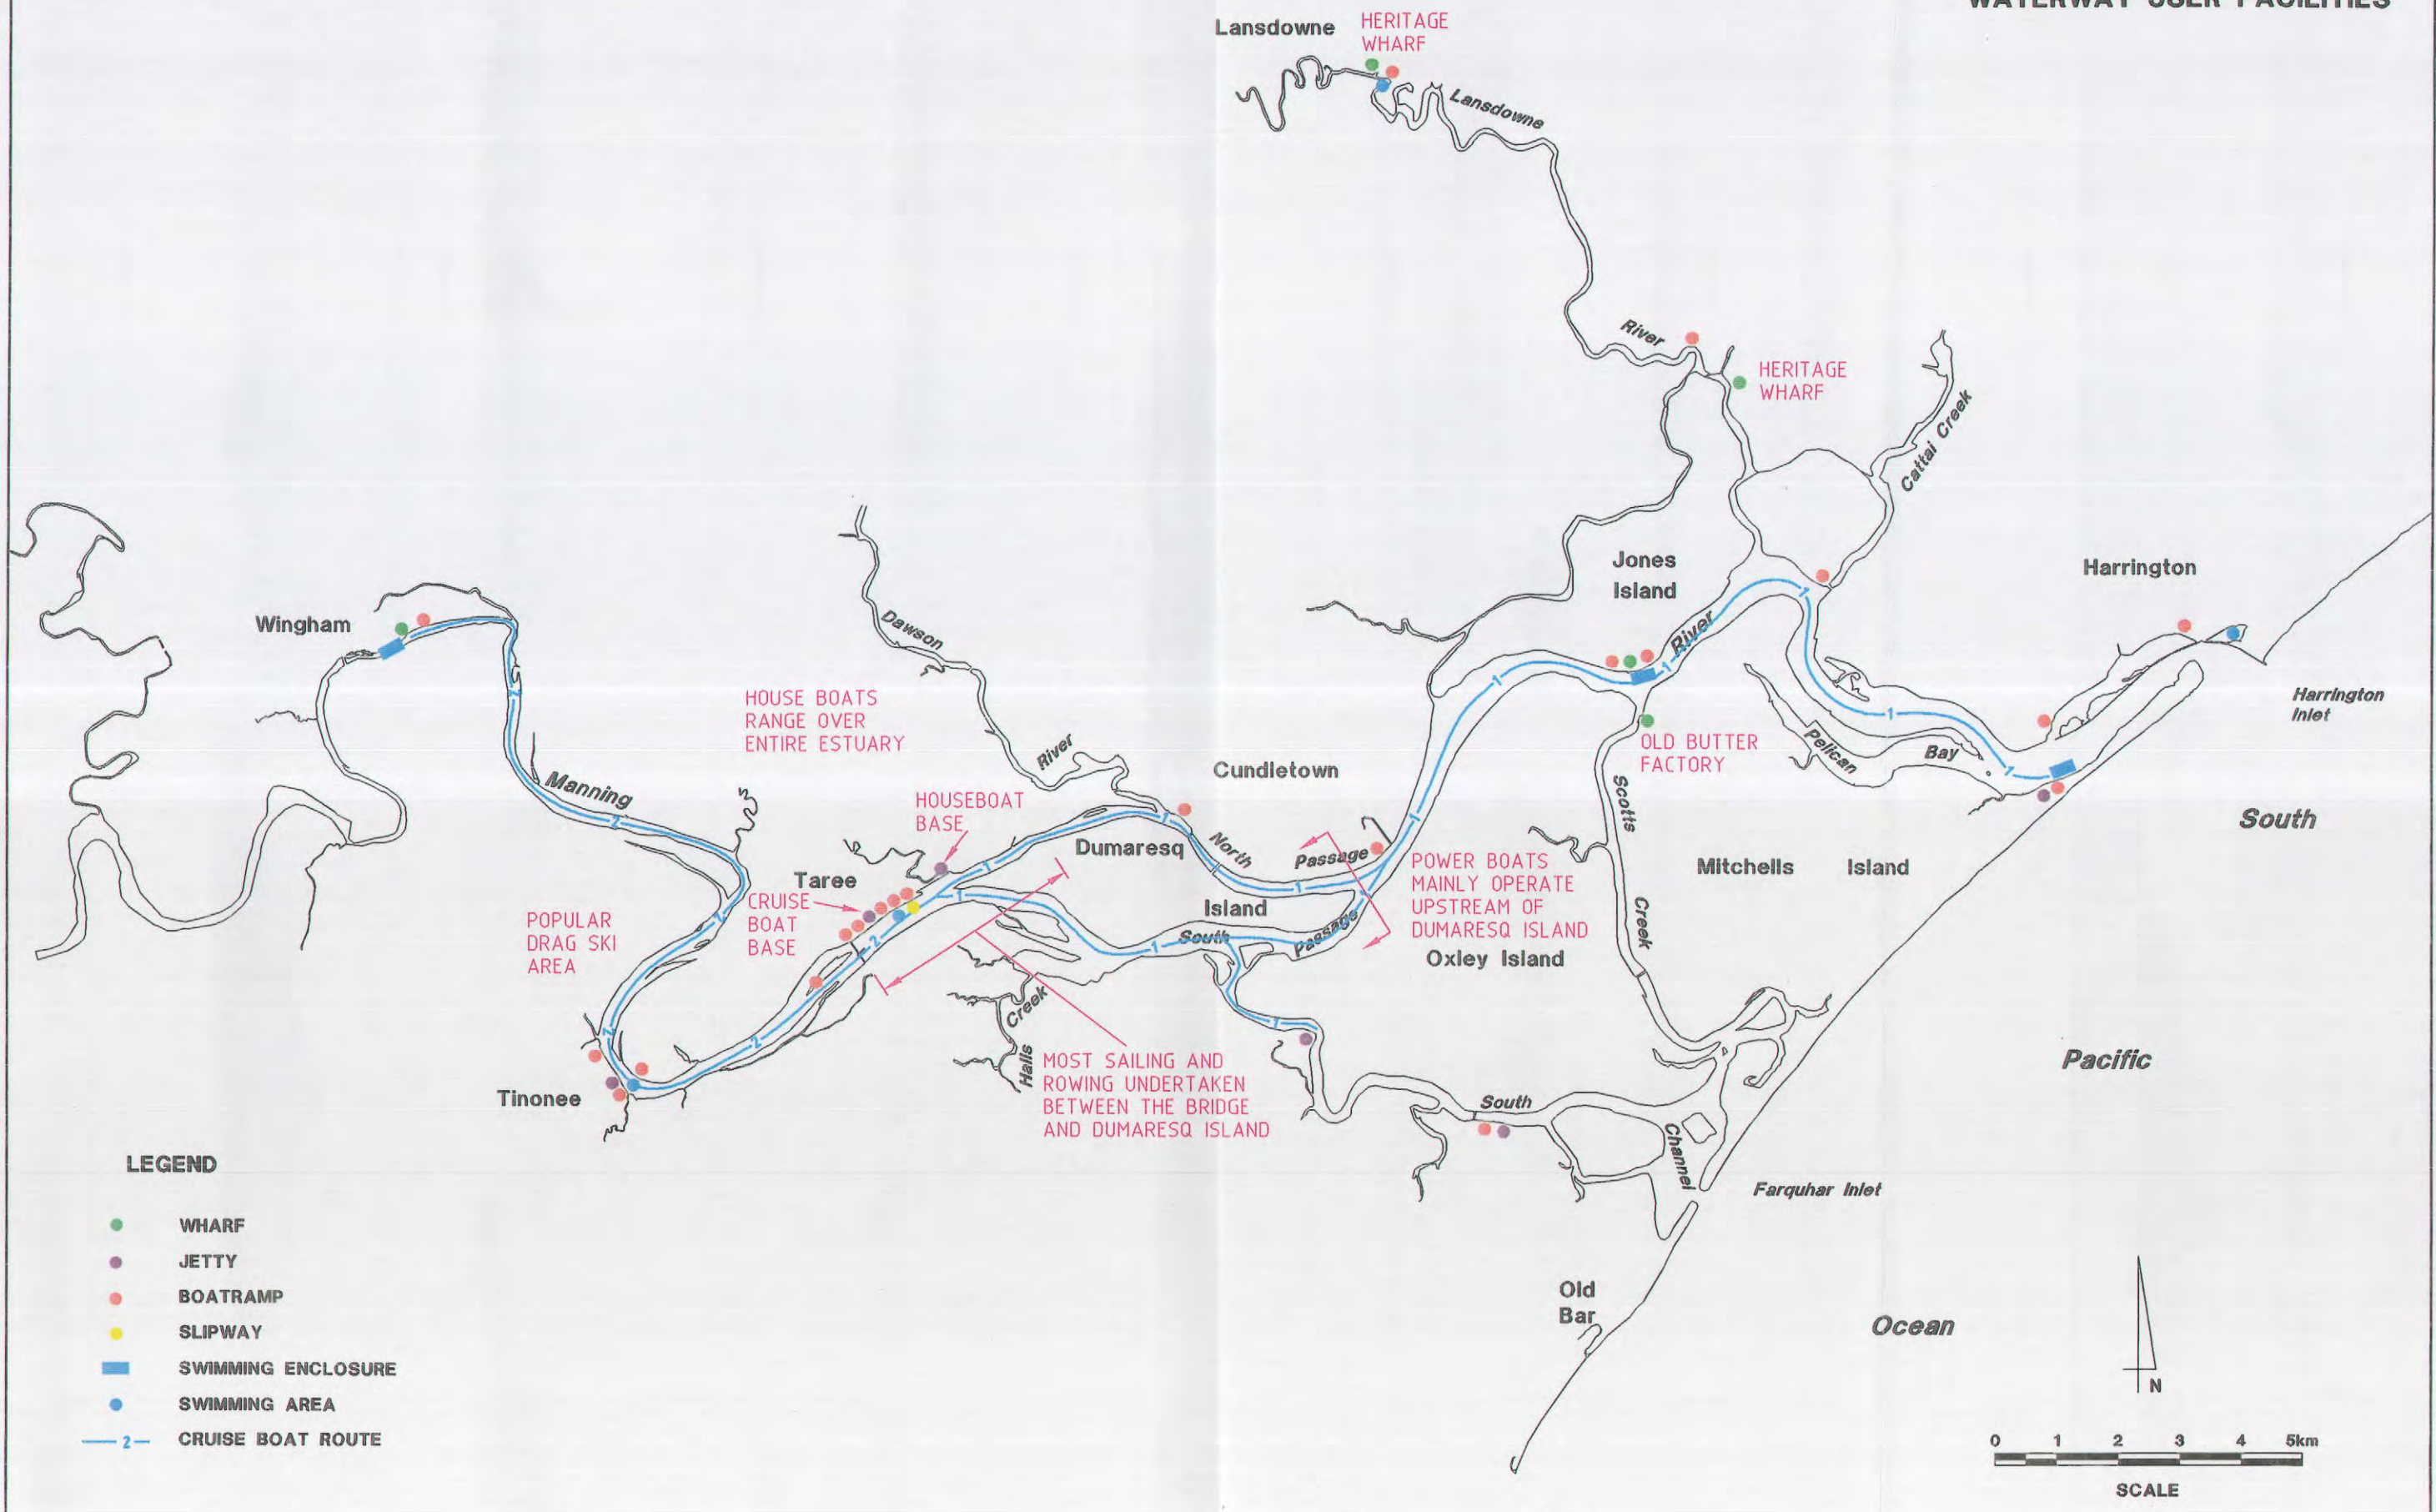 WATERWAY USER FACILITIES
Lansdowne
HERITAGE
WHARF
Lansdowne
River
HERITAGE
WHARF
Cattai Creek
Jones
Island
Harrington
Wingham
Dawson
River
River
Harrington
Inlet
HOUSE BOATS
RANGE OVER
ENTIRE ESTUARY
OLD BUTTER
FACTORY
Pelican
Bay
Manning
Cundletown
Scotts
Creek
HOUSEBOAT
BASE
South
Dumaresq
Island
North
Passage
POWER BOATS
MAINLY OPERATE
UPSTREAM OF
DUMARESQ ISLAND
Mitchells Island
Taree
CRUISE
BOAT
BASE
POPULAR
DRAG SKI
AREA
South
Passage
Oxley Island
Halls
Creek
MOST SAILING AND
ROWING UNDERTAKEN
BETWEEN THE BRIDGE
AND DUMARESQ ISLAND
Pacific
Tinonee
South
Channel
Farquhar Inlet
Old
Bar
Ocean
LEGEND
WHARF
JETTY
BOATRAMP
SLIPWAY
SWIMMING ENCLOSURE
SWIMMING AREA
2
CRUISE BOAT ROUTE
N
0 1 2 3 4 5km
SCALE